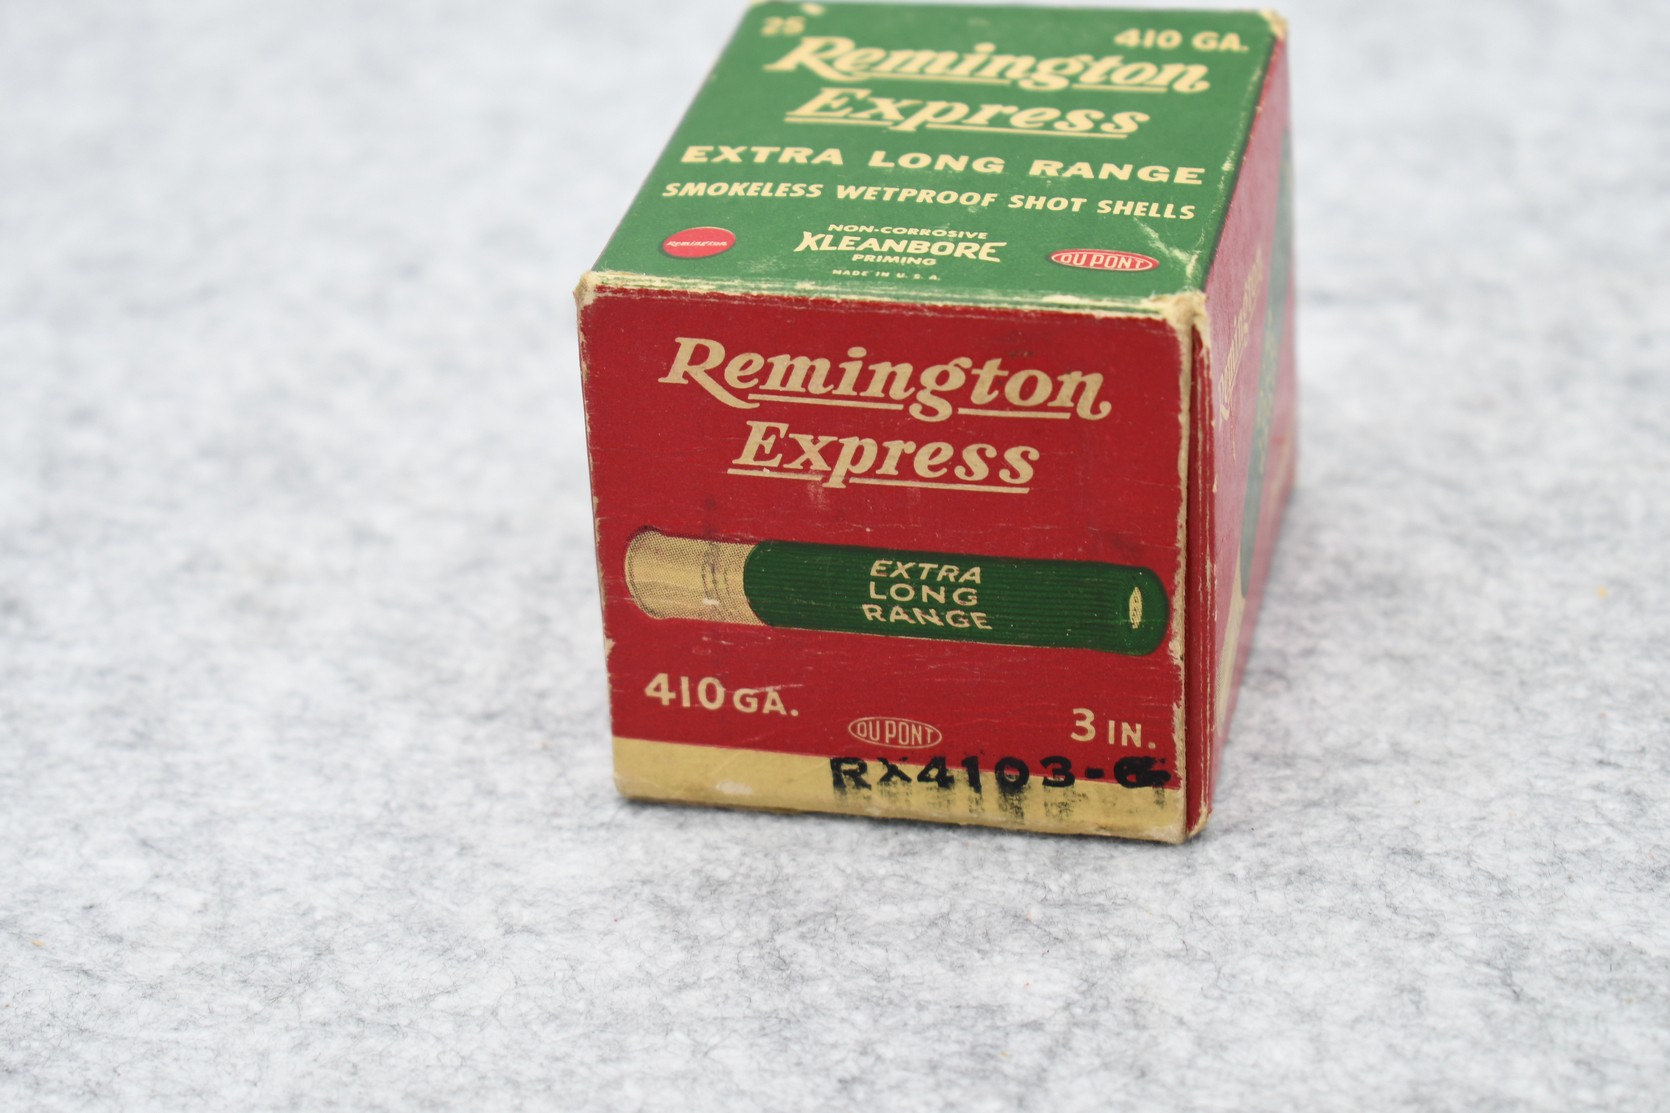 25
410 GA.
Remington
Express
EXTRA LONG RANGE
SMOKELESS WETPROOF SHOT SHELLS
Remington
NON-CORROSIVE
KLEANBORE
PRIMING
MADE IN U.S.A.
DU PONT
Remington
Express
EXTRA
LONG
RANGE
410 GA.
DU PONT
3 IN.
RX4103-